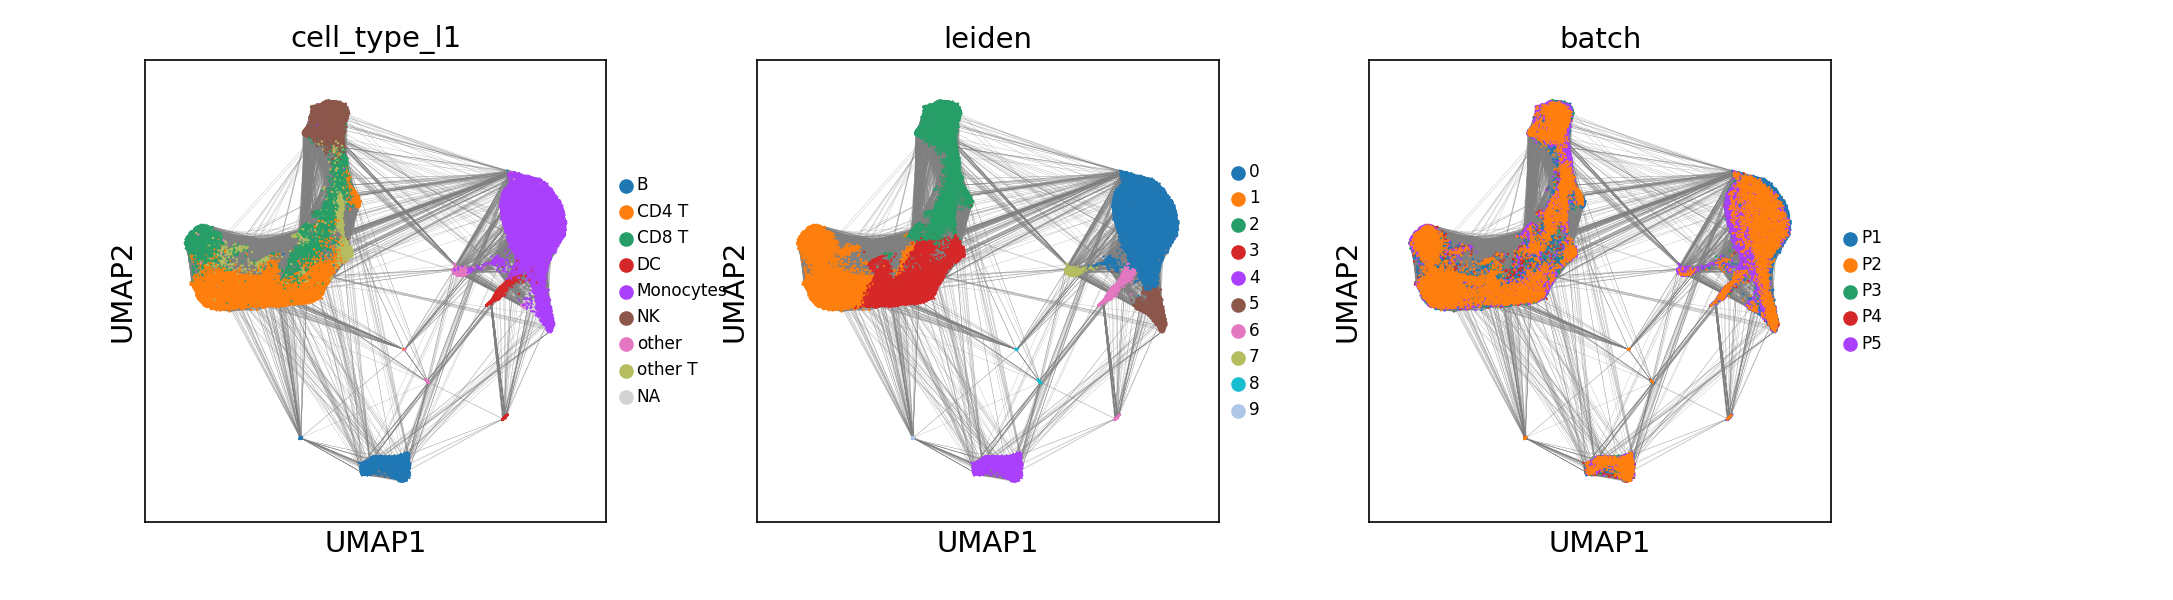 cell_type_l1
UMAP2
UMAP1
B
CD4 T
CD8 T
DC
Monocytes
NK
other
other T
NA
leiden
UMAP2
UMAP1
0
1
2
3
4
5
6
7
8
9
batch
UMAP2
UMAP1
P1
P2
P3
P4
P5